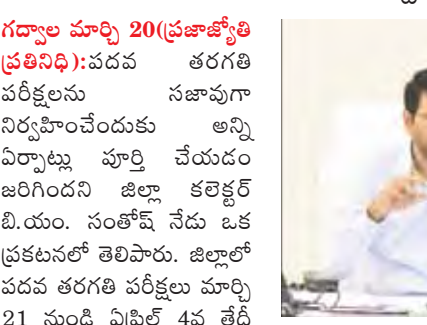 గద్వాల మార్చి 20(ప్రజాజ్యోతి
ప్రతినిధి):పదవ తరగతి
పరీక్షలను సజావుగా
నిర్వహించేందుకు అన్ని
ఏర్పాట్లు పూర్తి చేయడం
జరిగిందని జిల్లా కలెక్టర్
బి.యం. సంతోష్ నేడు ఒక
ప్రకటనలో తెలిపారు. జిల్లాలో
పదవ తరగతి పరీక్షలు మార్చి
21 నుండి ఏప్రిల్ 4వ తేదీ